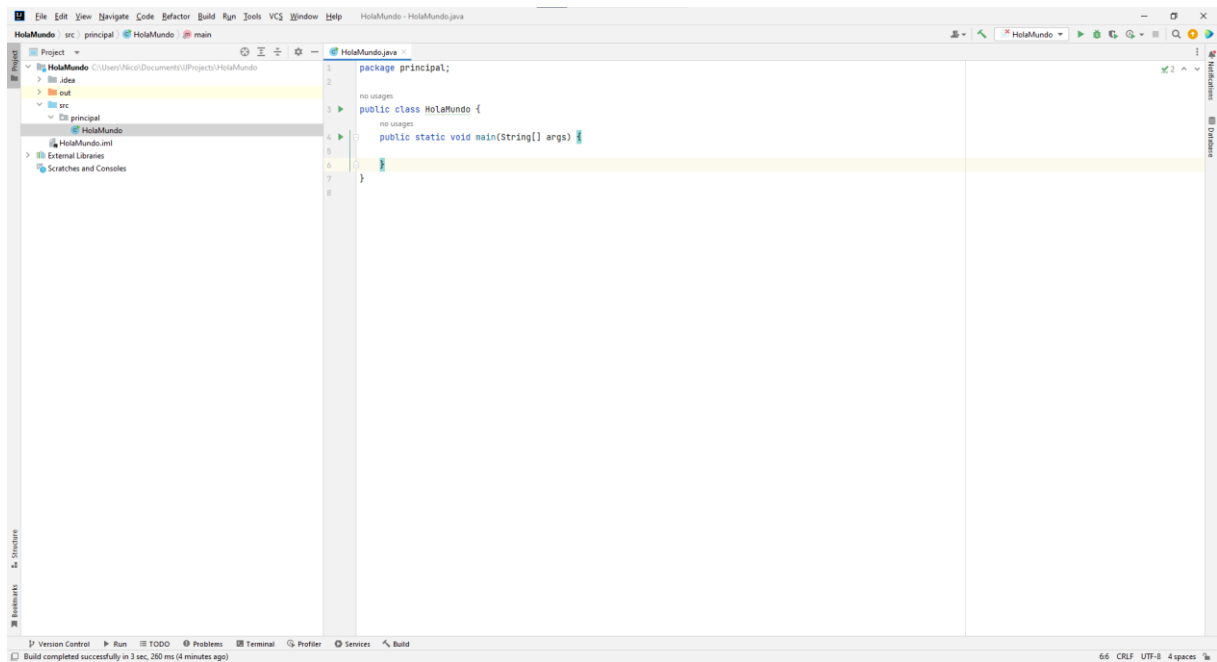 File Edit View Navigate Code Refactor Build Run Tools VCS Window Help HolaMundo - HolaMundo.java
HolaMundo src principal HolaMundo main
HolaMundo
Project
HolaMundo.java
HolaMundo C:\Users\Nico\Documents\IJProjects\HolaMundo
.idea
out
src
principal
HolaMundo
HolaMundo.iml
External Libraries
Scratches and Consoles
1 package principal;
2
no usages
3 public class HolaMundo {
no usages
4 public static void main(String[] args) {
5
6 }
7 }
8
2
Project
Structure
Bookmarks
Notifications
Database
Version Control Run TODO Problems Terminal Profiler Services Build
Build completed successfully in 3 sec, 260 ms (4 minutes ago)
6:6 CRLF UTF-8 4 spaces